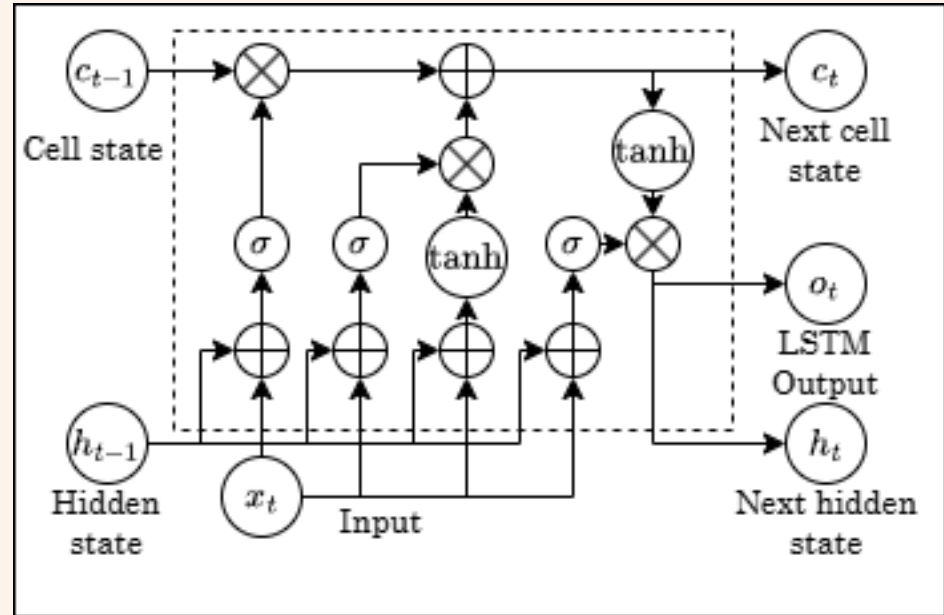 c_{t-1}
c_t
Cell state
Next cell
state
tanh
σ
σ
tanh
σ
o_t
LSTM
Output
h_{t-1}
h_t
x_t
Hidden
state
Input
Next hidden
state